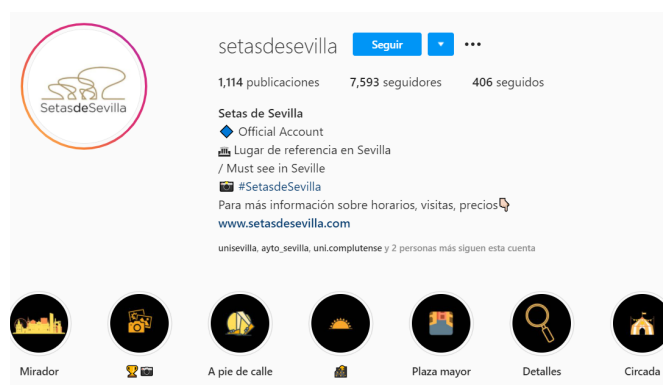 SetasdeSevilla
setasdesevilla Seguir
1,114 publicaciones 7,593 seguidores 406 seguidos
Setas de Sevilla
Official Account
Lugar de referencia en Sevilla
/ Must see in Seville
#SetasdeSevilla
Para más información sobre horarios, visitas, precios
www.setasdesevilla.com
unisevilla, ayto_sevilla, uni.complutense y 2 personas más siguen esta cuenta
Mirador A pie de calle Plaza mayor Detalles Circada